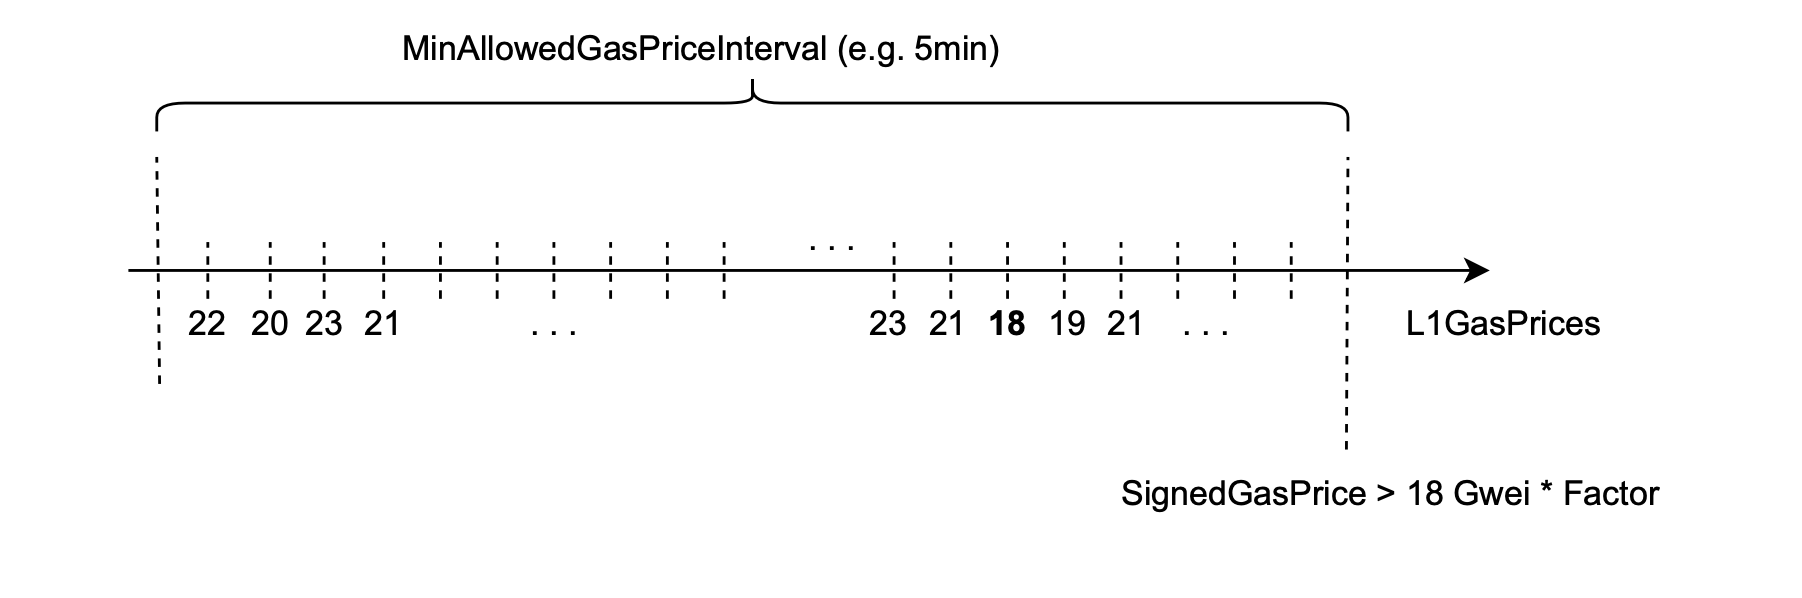 MinAllowedGasPriceInterval (e.g. 5min)
. . .
22 20 23 21 . . . 23 21 18 19 21 . . . L1GasPrices
SignedGasPrice > 18 Gwei * Factor